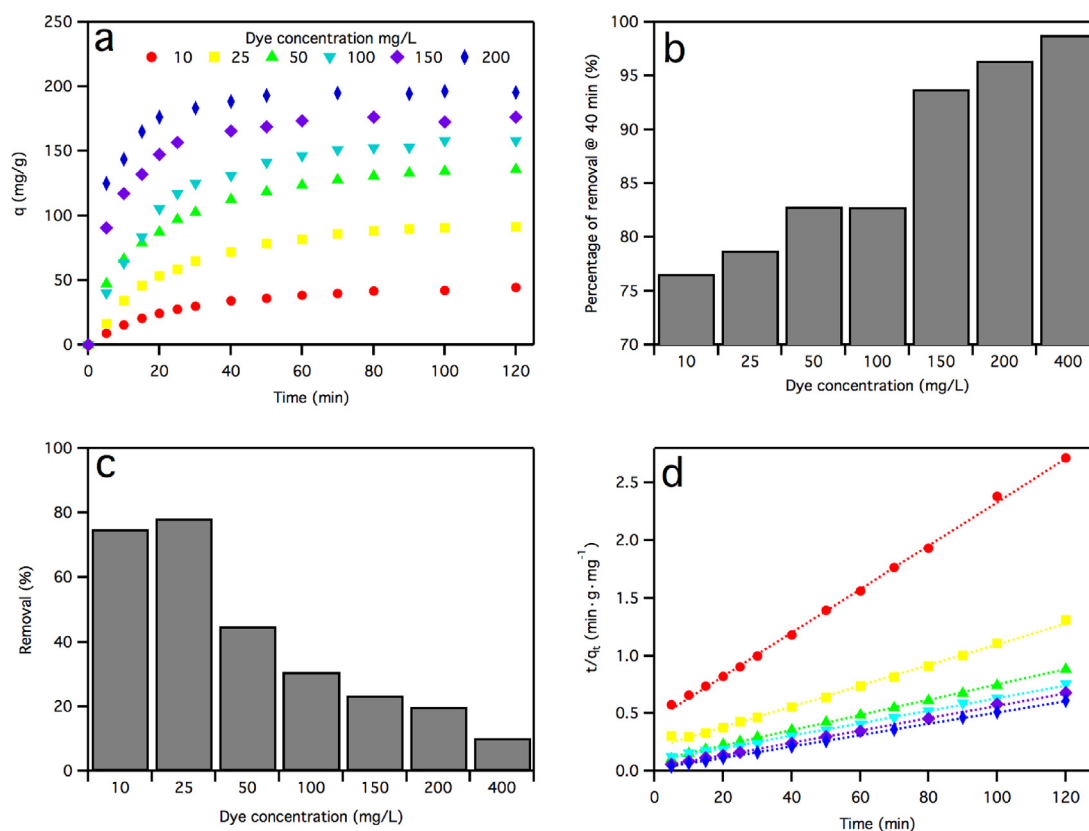 a
Dye concentration mg/L
10 25 50 100 150 200
250
200
150
100
50
0
q (mg/g)
0 20 40 60 80 100 120
Time (min)
b
100
95
90
85
80
75
70
Percentage of removal @ 40 min (%)
10 25 50 100 150 200 400
Dye concentration (mg/L)
c
100
80
60
40
20
0
Removal (%)
10 25 50 100 150 200 400
Dye concentration (mg/L)
d
2.5
2.0
1.5
1.0
0.5
0.0
t/qt (min·g·mg-1)
0 20 40 60 80 100 120
Time (min)